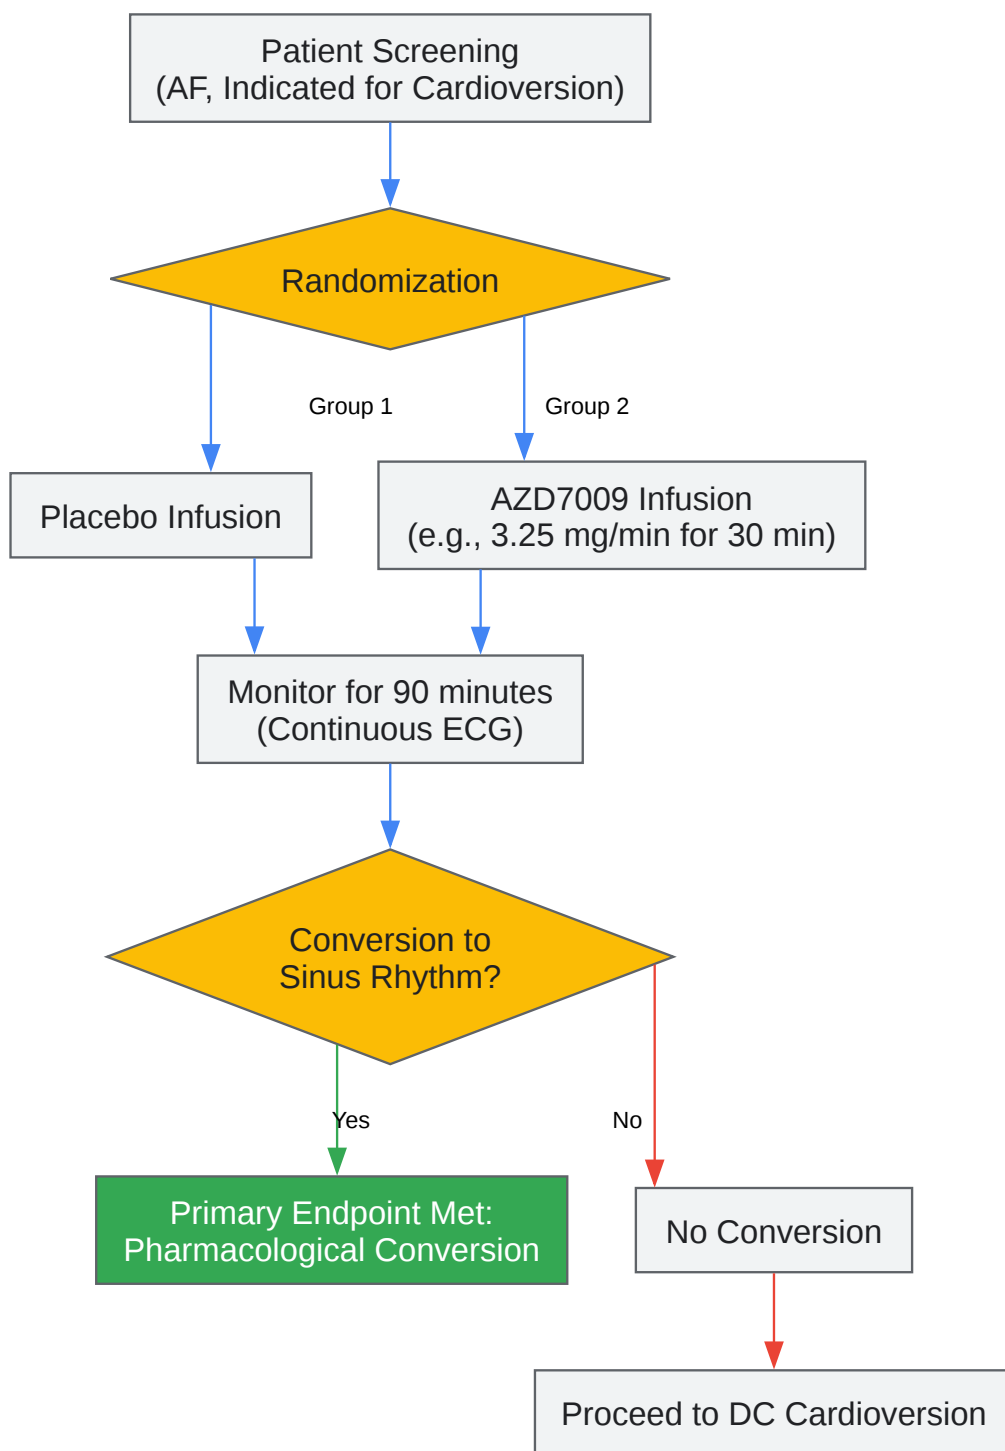 Patient Screening
(AF, Indicated for Cardioversion)
Randomization
Group 1
Group 2
Placebo Infusion
AZD7009 Infusion
(e.g., 3.25 mg/min for 30 min)
Monitor for 90 minutes
(Continuous ECG)
Conversion to
Sinus Rhythm?
Yes
No
Primary Endpoint Met:
Pharmacological Conversion
No Conversion
Proceed to DC Cardioversion